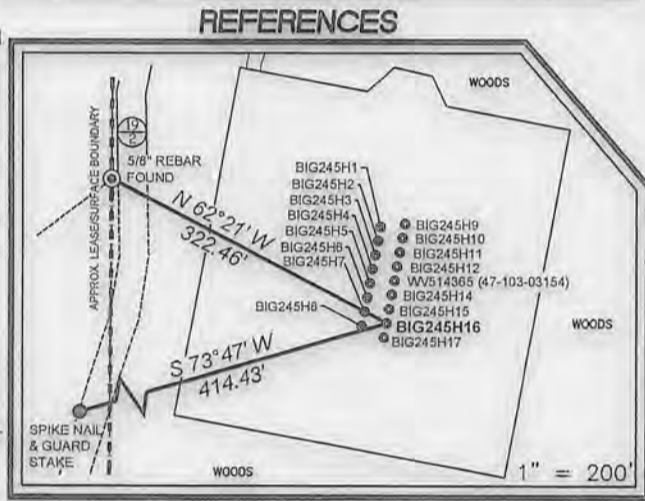 REFERENCES
WOODS
19
2
5/8" REBAR
FOUND
APPROX. LEASE/SURFACE BOUNDARY
N 62°21' W
322.46'
BIG245H1
BIG245H2
BIG245H3
BIG245H4
BIG245H5
BIG245H6
BIG245H7
BIG245H8
BIG245H9
BIG245H10
BIG245H11
BIG245H12
WV514365 (47-103-03154)
BIG245H14
BIG245H15
BIG245H16
BIG245H17
WOODS
S 73°47' W
414.43'
SPIKE NAIL
& GUARD
STAKE
WOODS
1" = 200'